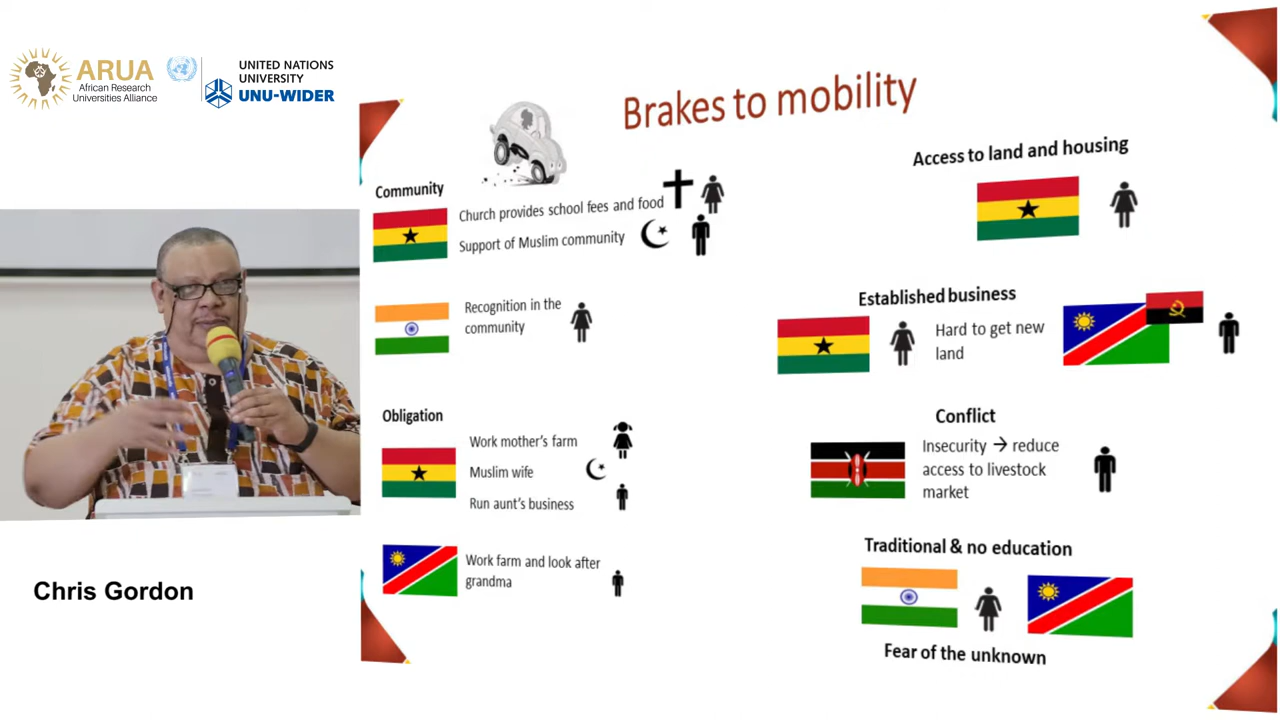 ARUA
African Research
Universities Alliance
UNITED NATIONS
UNIVERSITY
UNU-WIDER
Brakes to mobility
Community
Church provides school fees and food
Support of Muslim community
Recognition in the
community
Obligation
Work mother's farm
Muslim wife
Run aunt's business
Work farm and look after
grandma
Access to land and housing
Established business
Hard to get new
land
Conflict
Insecurity → reduce
access to livestock
market
Traditional & no education
Fear of the unknown
Chris Gordon